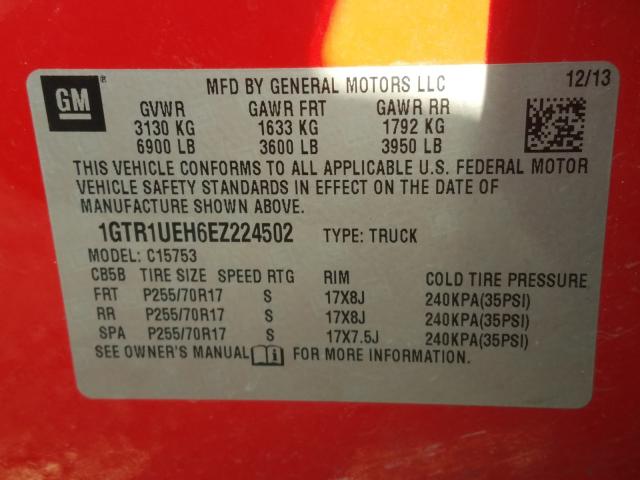 MFD BY GENERAL MOTORS LLC 12/13
GM ®
GVWR GAWR FRT GAWR RR
3130 KG 1633 KG 1792 KG
6900 LB 3600 LB 3950 LB
THIS VEHICLE CONFORMS TO ALL APPLICABLE U.S. FEDERAL MOTOR
VEHICLE SAFETY STANDARDS IN EFFECT ON THE DATE OF
MANUFACTURE SHOWN ABOVE.
1GTR1UEH6EZ224502 TYPE: TRUCK
MODEL: C15753
CB5B TIRE SIZE SPEED RTG RIM COLD TIRE PRESSURE
FRT P255/70R17 S 17X8J 240KPA(35PSI)
RR P255/70R17 S 17X8J 240KPA(35PSI)
SPA P255/70R17 S 17X7.5J 240KPA(35PSI)
SEE OWNER'S MANUAL FOR MORE INFORMATION.